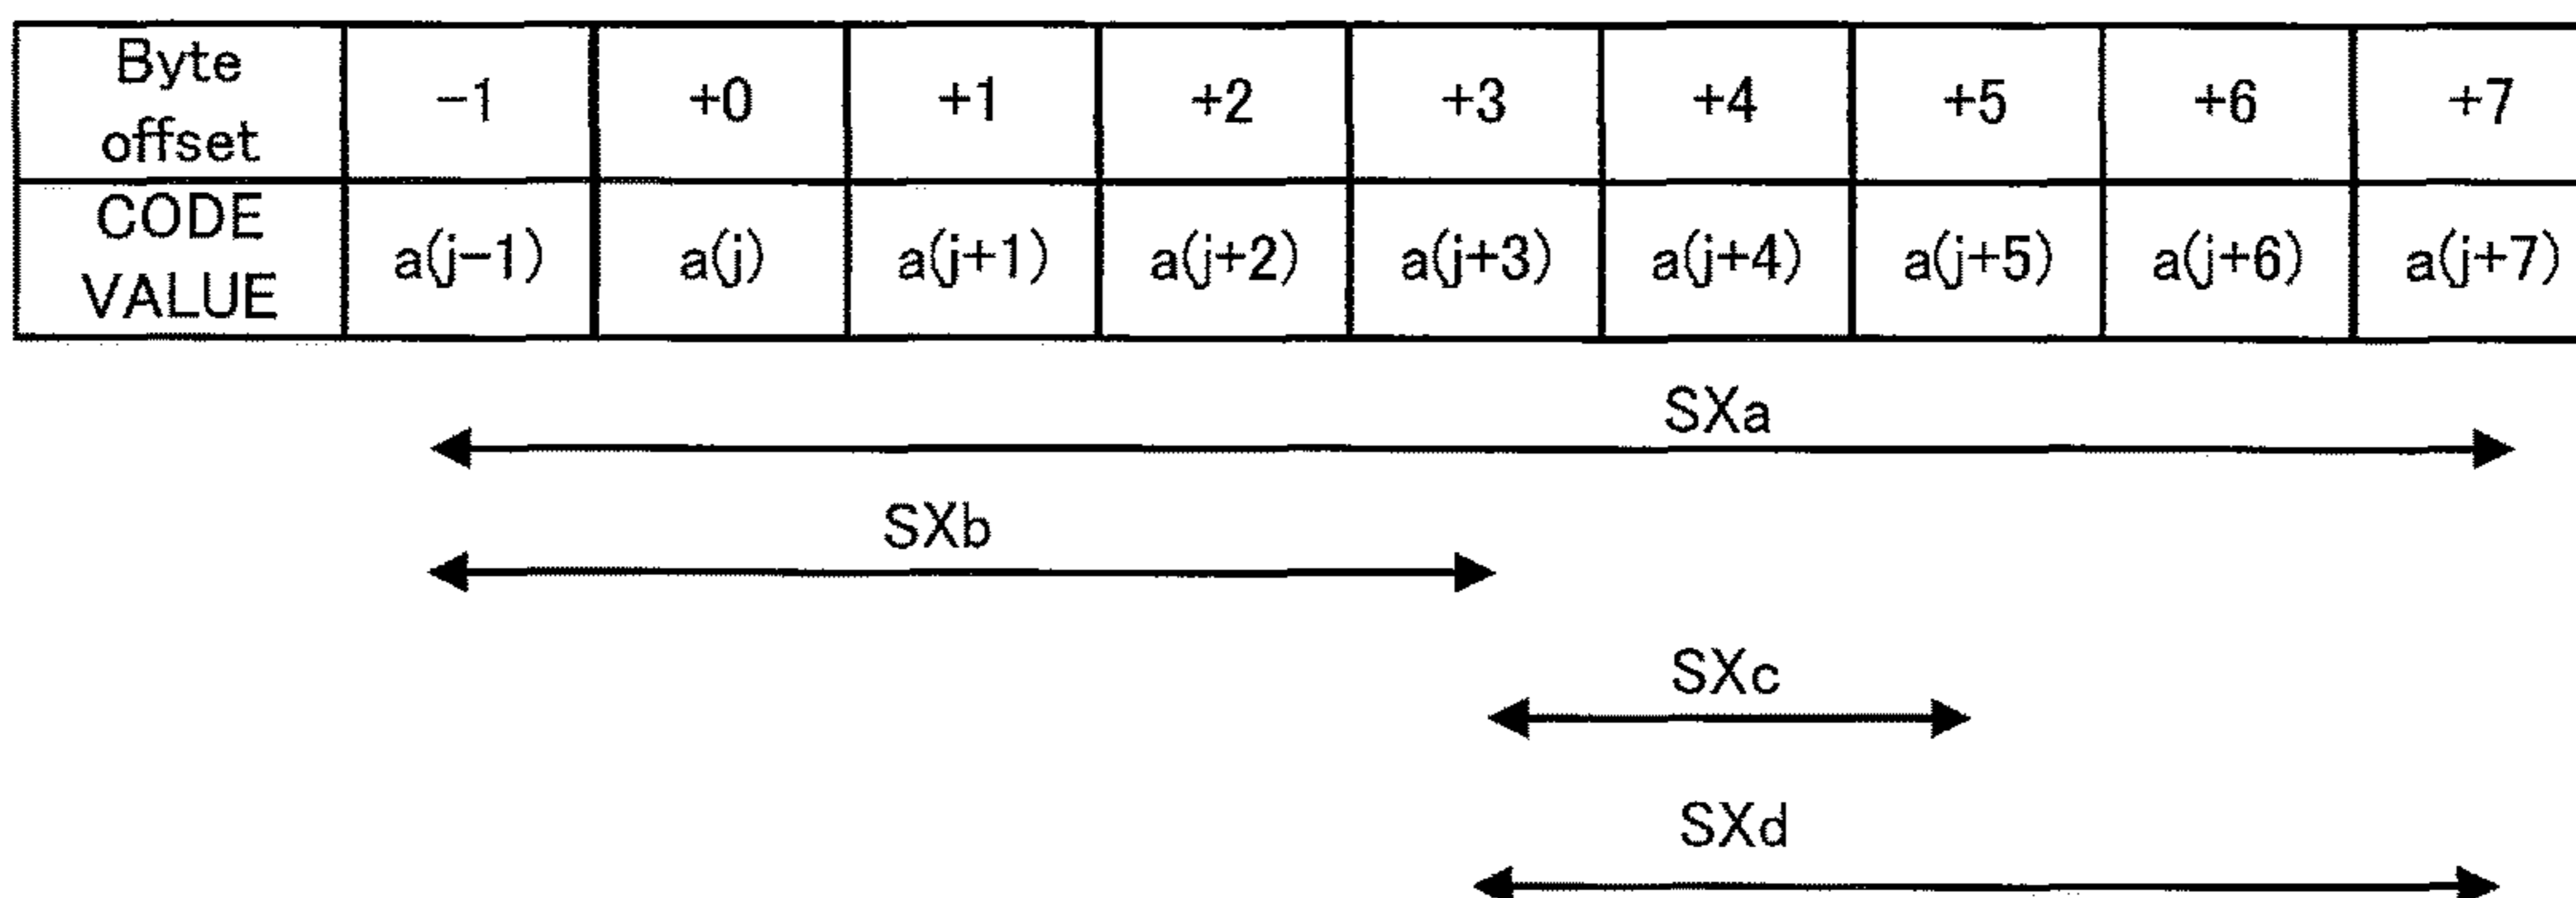 Byte offset -1 +0 +1 +2 +3 +4 +5 +6 +7
CODE VALUE a(j-1) a(j) a(j+1) a(j+2) a(j+3) a(j+4) a(j+5) a(j+6) a(j+7)
SXa
SXb
SXc
SXd